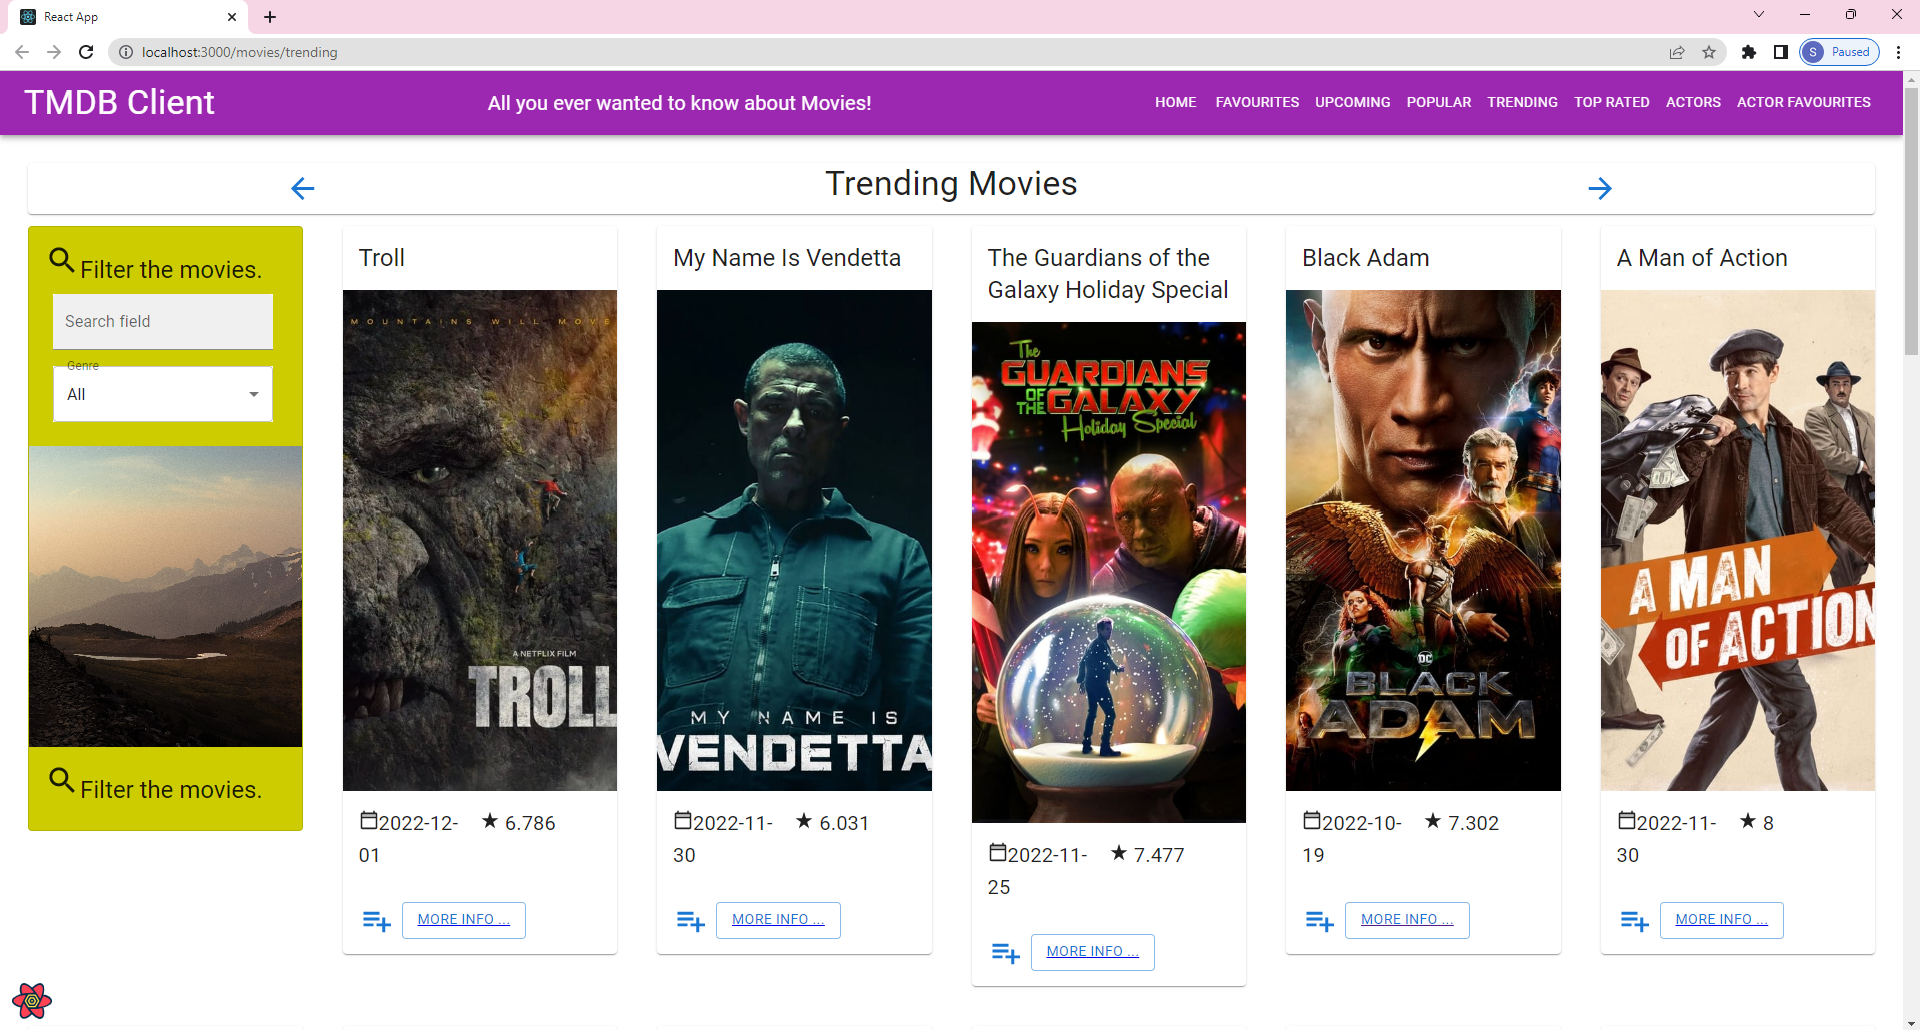 React App
localhost:3000/movies/trending
S Paused
TMDB Client
All you ever wanted to know about Movies!
HOME FAVOURITES UPCOMING POPULAR TRENDING TOP RATED ACTORS ACTOR FAVOURITES
Trending Movies
Filter the movies.
Search field
Genre
All
Filter the movies.
Troll
MOUNTAINS WILL MOVE
A NETFLIX FILM
TROLL
2022-12-
01
6.786
MORE INFO ...
My Name Is Vendetta
MY NAME IS
VENDETTA
2022-11-
30
6.031
MORE INFO ...
The Guardians of the
Galaxy Holiday Special
The
GUARDIANS
OF THE GALAXY
Holiday Special
2022-11-
25
7.477
MORE INFO ...
Black Adam
DC
BLACK
ADAM
2022-10-
19
7.302
MORE INFO ...
A Man of Action
A MAN
OF ACTION
2022-11-
30
8
MORE INFO ...